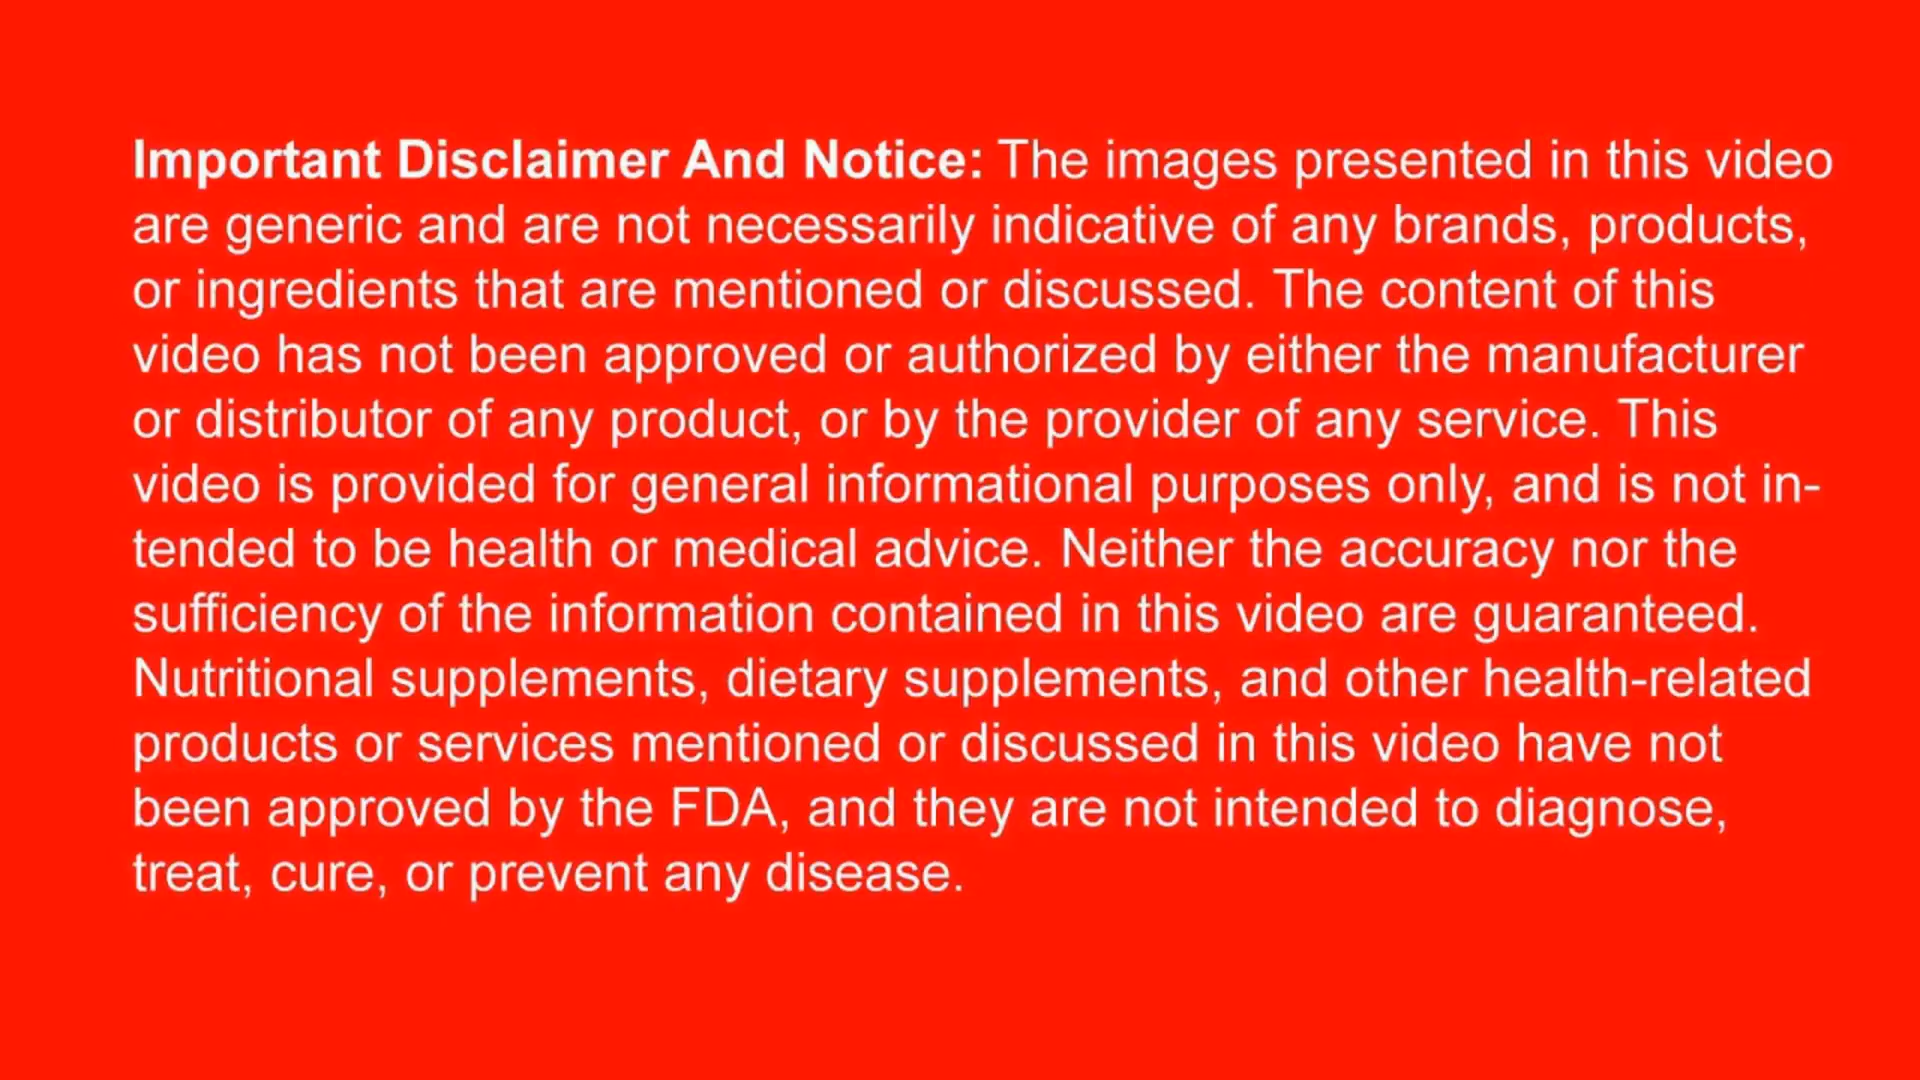 Important Disclaimer And Notice: The images presented in this video
are generic and are not necessarily indicative of any brands, products,
or ingredients that are mentioned or discussed. The content of this
video has not been approved or authorized by either the manufacturer
or distributor of any product, or by the provider of any service. This
video is provided for general informational purposes only, and is not in-
tended to be health or medical advice. Neither the accuracy nor the
sufficiency of the information contained in this video are guaranteed.
Nutritional supplements, dietary supplements, and other health-related
products or services mentioned or discussed in this video have not
been approved by the FDA, and they are not intended to diagnose,
treat, cure, or prevent any disease.